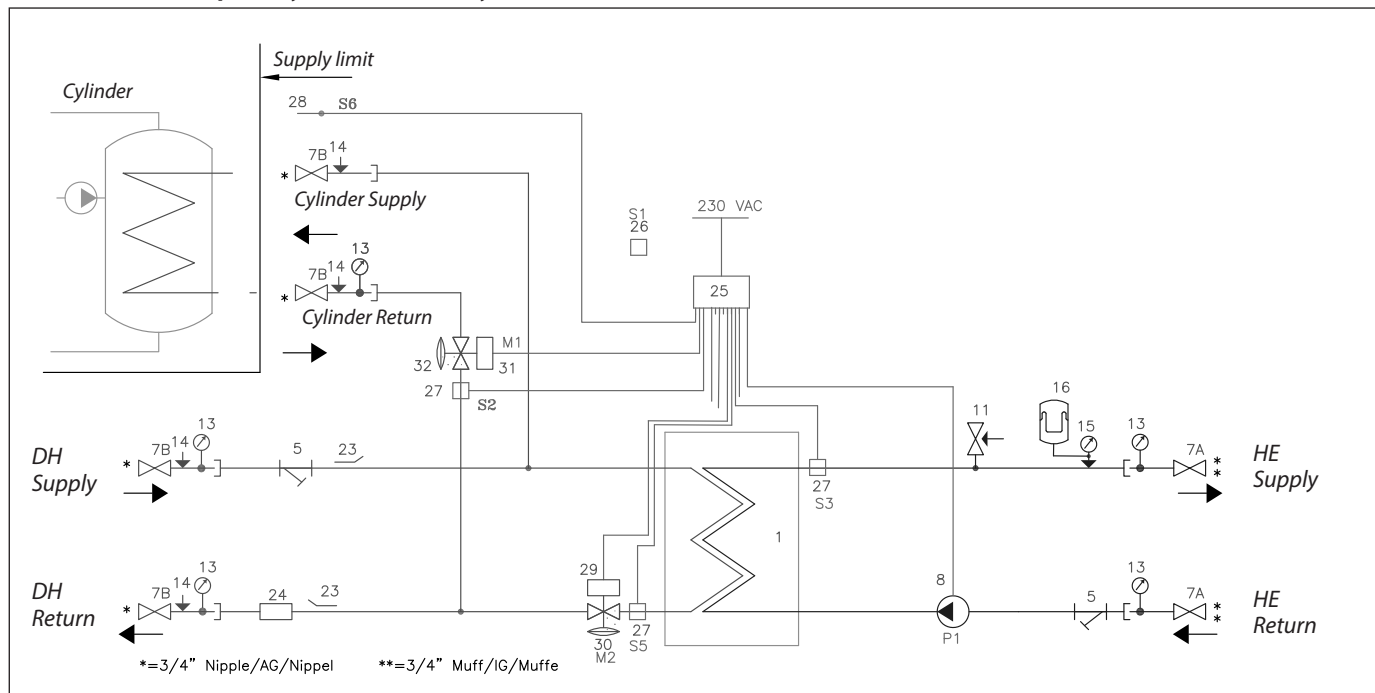 Supply limit
Cylinder
28 S6
7B 14
*
Cylinder Supply
230 VAC
S1
26
13
7B 14
*
Cylinder Return
25
M1
32 31
27
S2
16
11
15 13
7A
*
*
HE
Supply
13
14
7B
*
DH
Supply
5 23
27
S3
1
29
8
13
14
7B
*
DH
Return
24 23
27
S5
30
M2
P1
5
13
7A
*
*
HE
Return
*=3/4" Nipple/AG/Nippel **=3/4" Muff/IG/Muffe